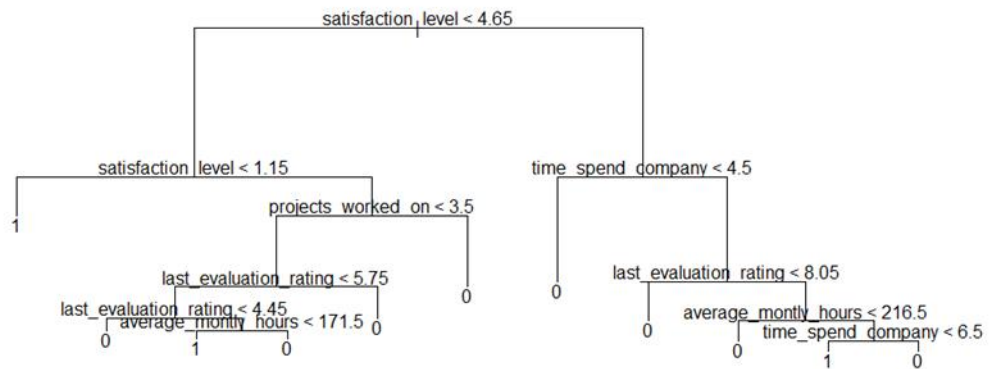 satisfaction_level < 4.65
satisfaction_level < 1.15
time_spend_company < 4.5
1
projects_worked_on < 3.5
last_evaluation_rating < 5.75
0
0
last_evaluation_rating < 8.05
last_evaluation_rating < 4.45
0
0
average_montly_hours < 216.5
average_montly_hours < 171.5
0
0
time_spend_company < 6.5
1
0
1
0